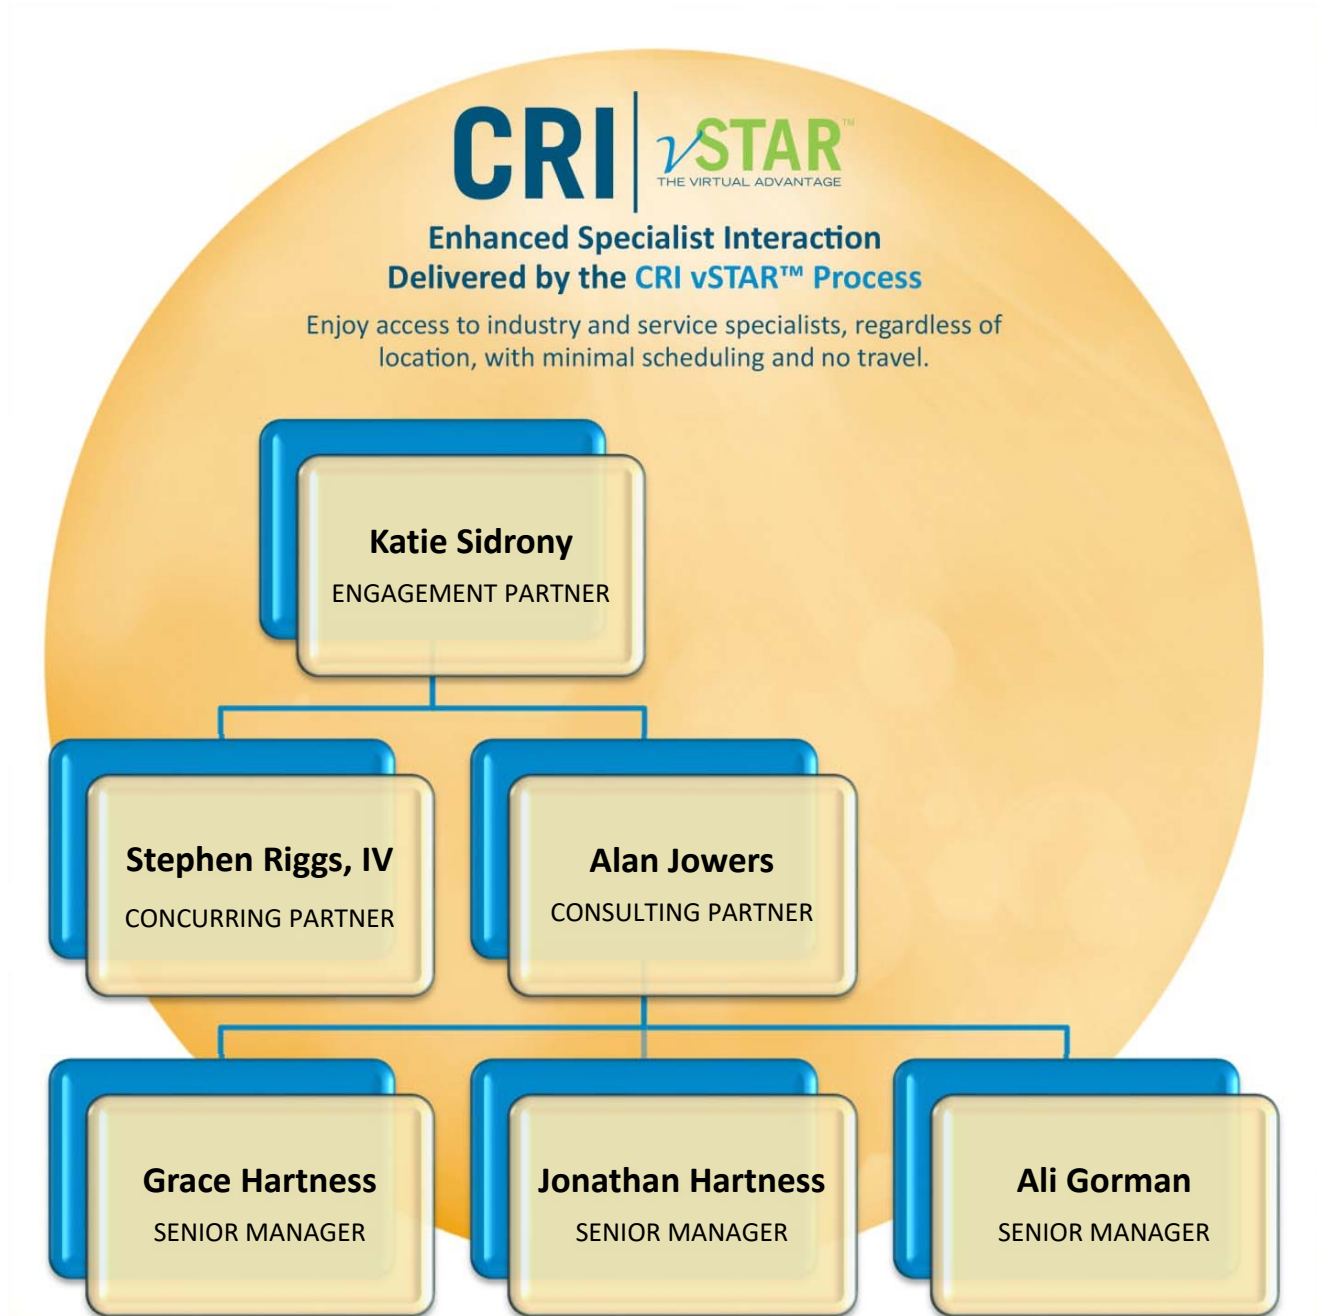 CRI vSTAR™
THE VIRTUAL ADVANTAGE
Enhanced Specialist Interaction
Delivered by the CRI vSTAR™ Process
Enjoy access to industry and service specialists, regardless of
location, with minimal scheduling and no travel.
Katie Sidrony
ENGAGEMENT PARTNER
Stephen Riggs, IV
CONCURRING PARTNER
Alan Jowers
CONSULTING PARTNER
Grace Hartness
SENIOR MANAGER
Jonathan Hartness
SENIOR MANAGER
Ali Gorman
SENIOR MANAGER